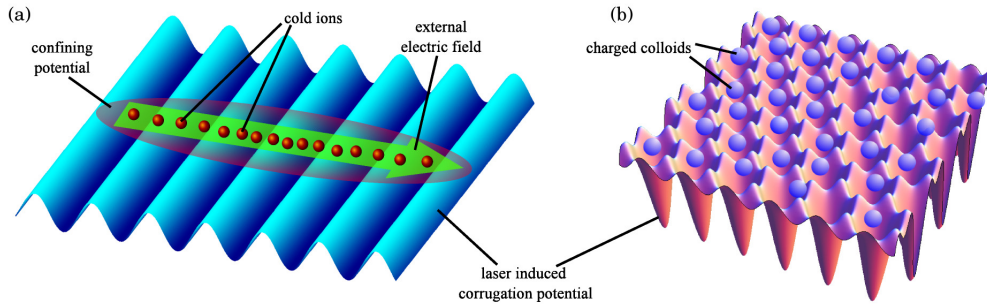 (a)
cold ions
confining
potential
external
electric field
(b)
charged colloids
laser induced
corrugation potential